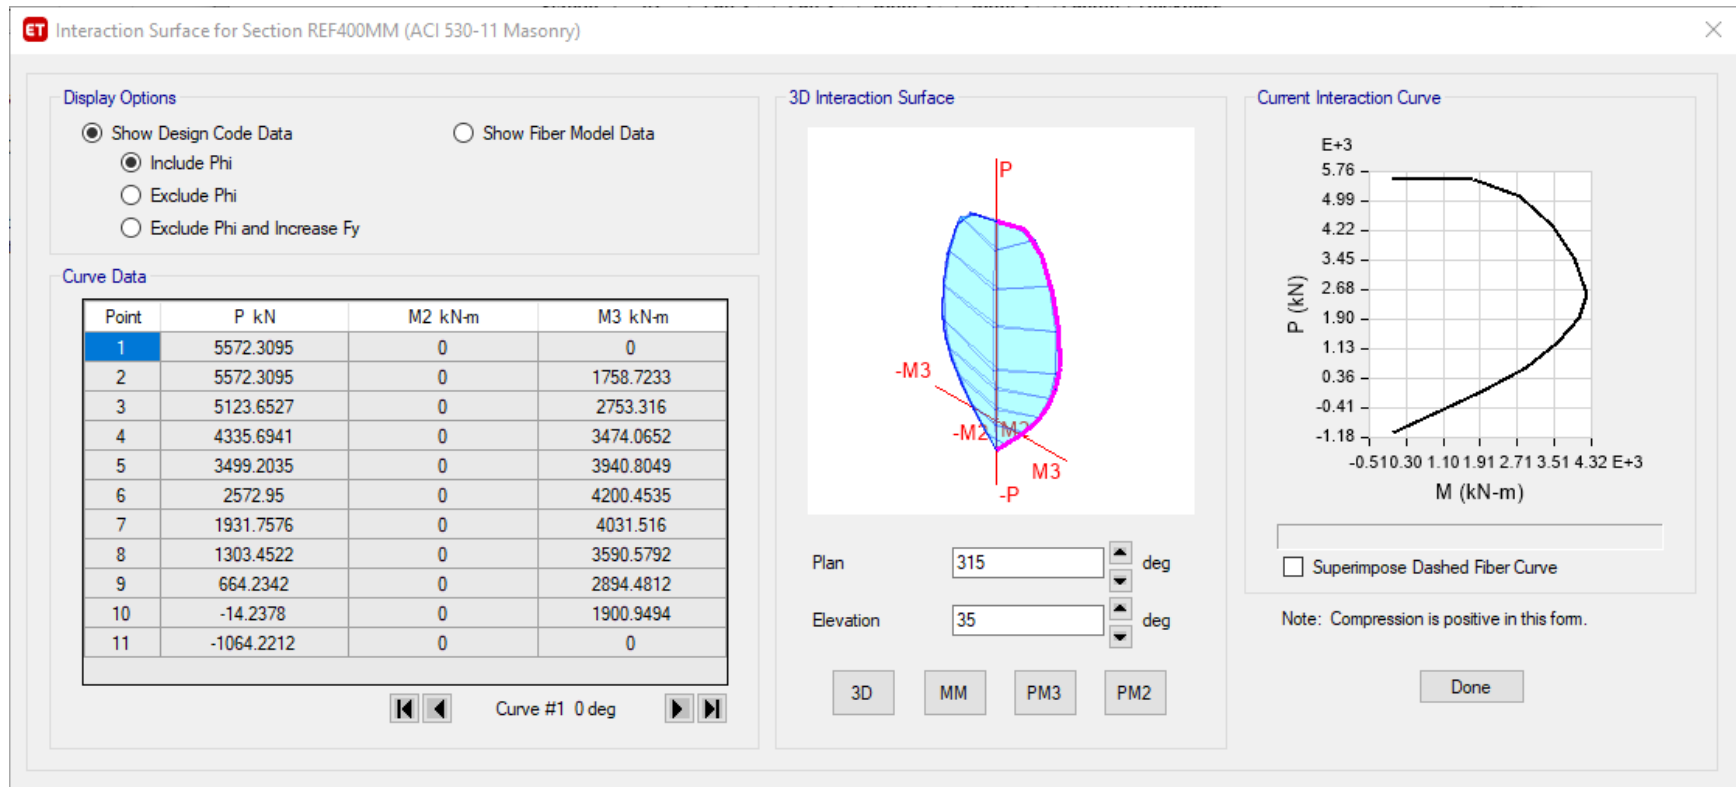 ET Interaction Surface for Section REF400MM (ACI 530-11 Masonry)
Display Options
Show Design Code Data
Show Fiber Model Data
Include Phi
Exclude Phi
Exclude Phi and Increase Fy
Curve Data
Point P kN M2 kN-m M3 kN-m
1 5572.3095 0 0
2 5572.3095 0 1758.7233
3 5123.6527 0 2753.316
4 4335.6941 0 3474.0652
5 3499.2035 0 3940.8049
6 2572.95 0 4200.4535
7 1931.7576 0 4031.516
8 1303.4522 0 3590.5792
9 664.2342 0 2894.4812
10 -14.2378 0 1900.9494
11 -1064.2212 0 0
Curve #1 0 deg
3D Interaction Surface
P
-M3
-M2 M2
M3
-P
Plan 315 deg
Elevation 35 deg
3D MM PM3 PM2
Current Interaction Curve
E+3
5.76
4.99
4.22
3.45
2.68
1.90
1.13
0.36
-0.41
-1.18
P (kN)
-0.51 0.30 1.10 1.91 2.71 3.51 4.32 E+3
M (kN-m)
Superimpose Dashed Fiber Curve
Note: Compression is positive in this form.
Done